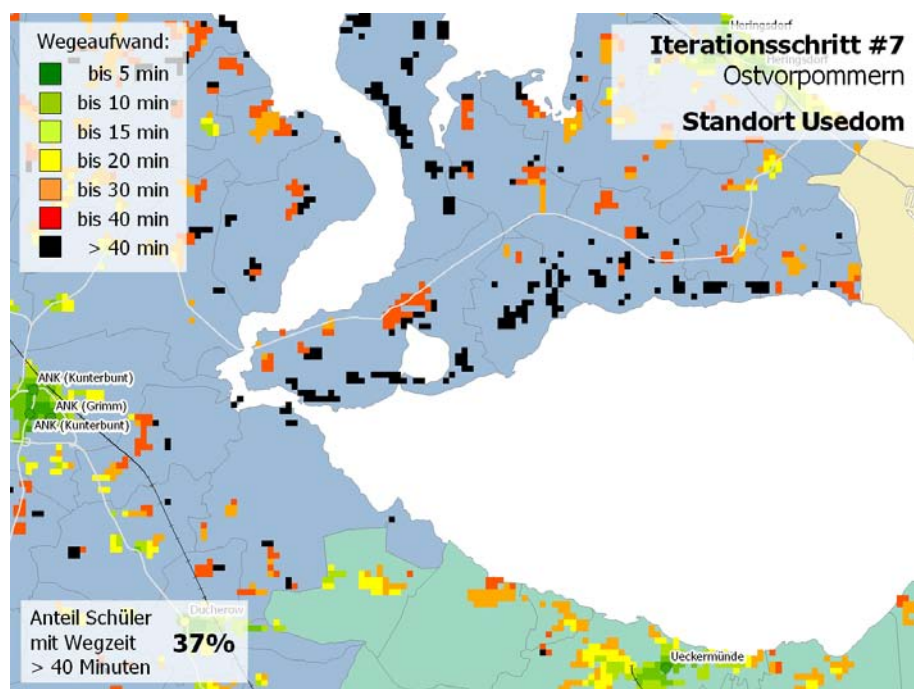 Wegeaufwand:
bis 5 min
bis 10 min
bis 15 min
bis 20 min
bis 30 min
bis 40 min
> 40 min
Heringsdorf
Heringsdorf
Iterationsschritt #7
Ostvorpommern
Standort Usedom
ANK (Kunterbunt)
ANK (Grimm)
ANK (Kunterbunt)
Ducherow
Anteil Schüler
mit Wegzeit
> 40 Minuten
37%
Ueckermünde